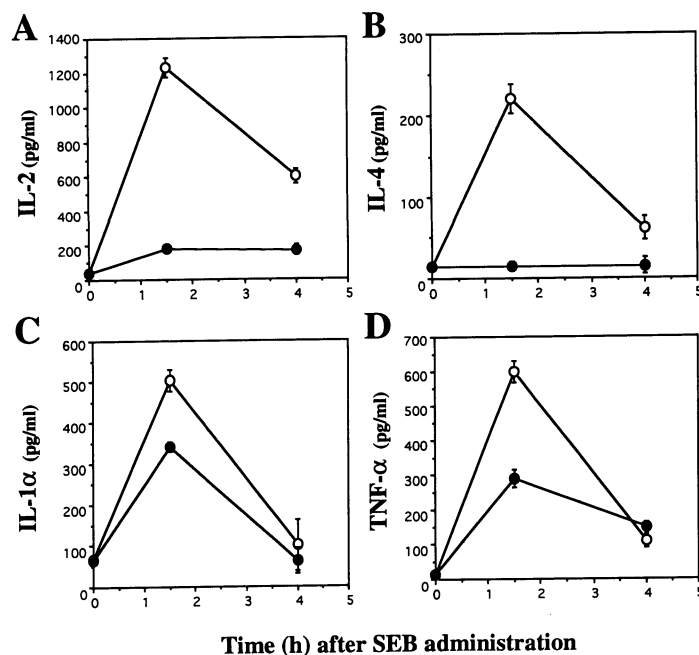 A
IL-2 (pg/ml)
1400
1200
1000
800
600
400
200
0
0 1 2 3 4 5
B
IL-4 (pg/ml)
300
200
100
0 1 2 3 4 5
C
IL-1α (pg/ml)
600
500
400
300
200
100
0
0 1 2 3 4 5
D
TNF-α (pg/ml)
700
600
500
400
300
200
100
0
0 1 2 3 4 5
Time (h) after SEB administration